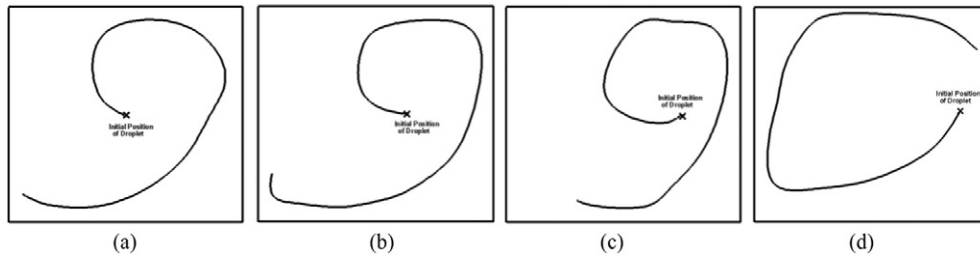 Initial Position
of Droplet
Initial Position
of Droplet
Initial Position
of Droplet
Initial Position
of Droplet
(a)
(b)
(c)
(d)